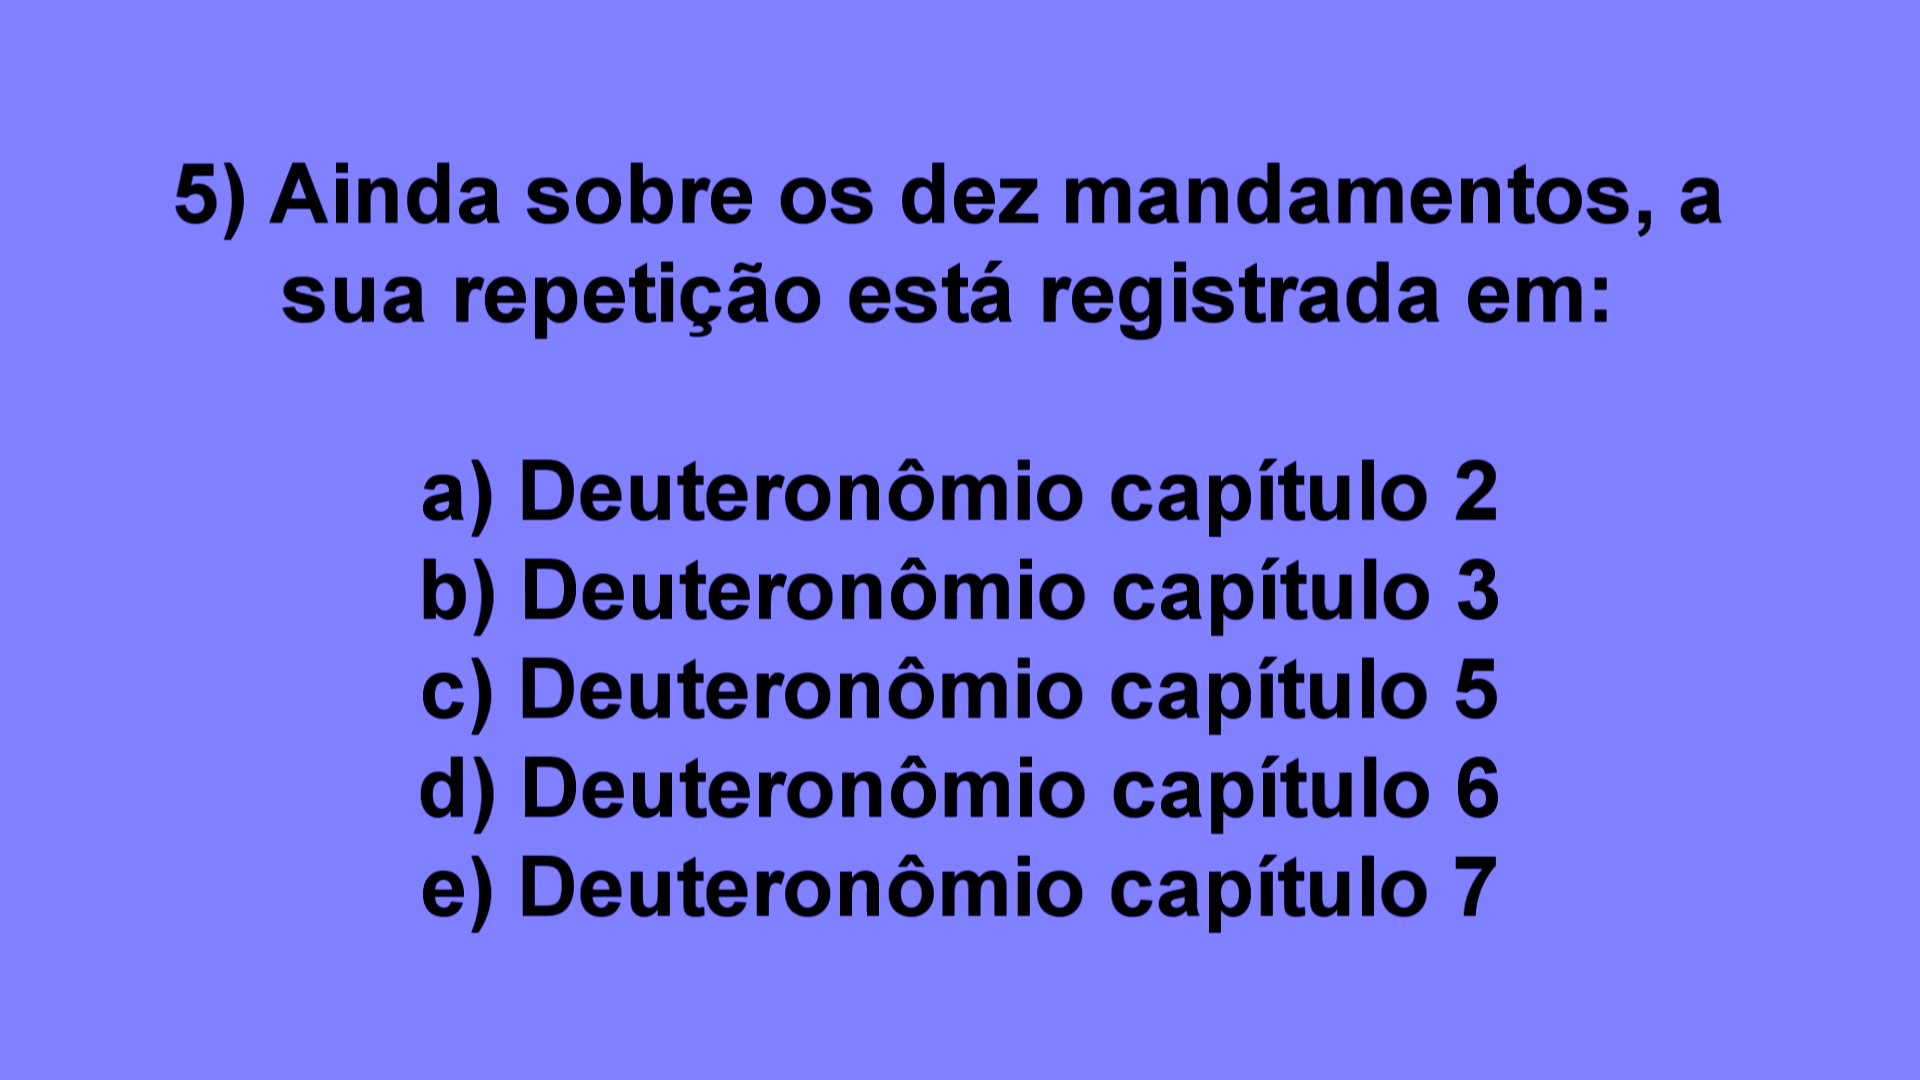 5) Ainda sobre os dez mandamentos, a
sua repetição está registrada em:
a) Deuteronômio capítulo 2
b) Deuteronômio capítulo 3
c) Deuteronômio capítulo 5
d) Deuteronômio capítulo 6
e) Deuteronômio capítulo 7